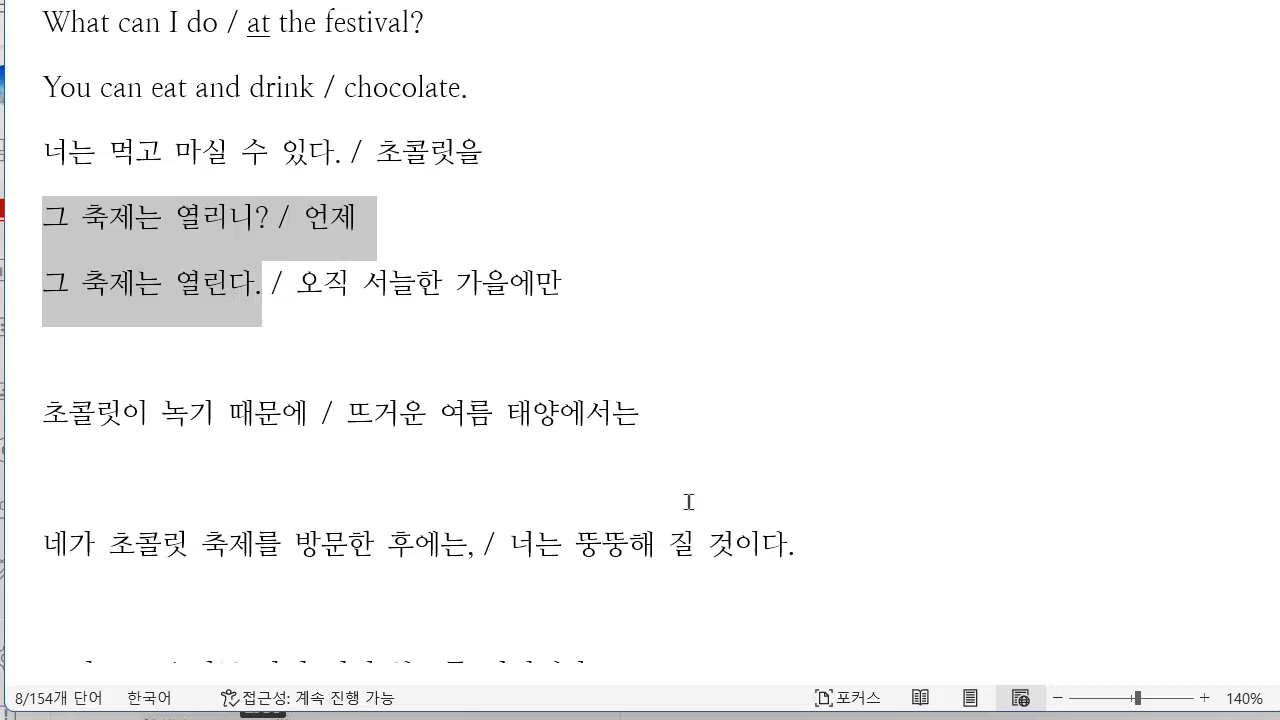 What can I do / at the festival?
You can eat and drink / chocolate.
너는 먹고 마실 수 있다. / 초콜릿을
그 축제는 열리니? / 언제
그 축제는 열린다. / 오직 서늘한 가을에만
초콜릿이 녹기 때문에 / 뜨거운 여름 태양에서는
네가 초콜릿 축제를 방문한 후에는, / 너는 뚱뚱해 질 것이다.
8/154개 단어 한국어 접근성: 계속 진행 가능 포커스 140%